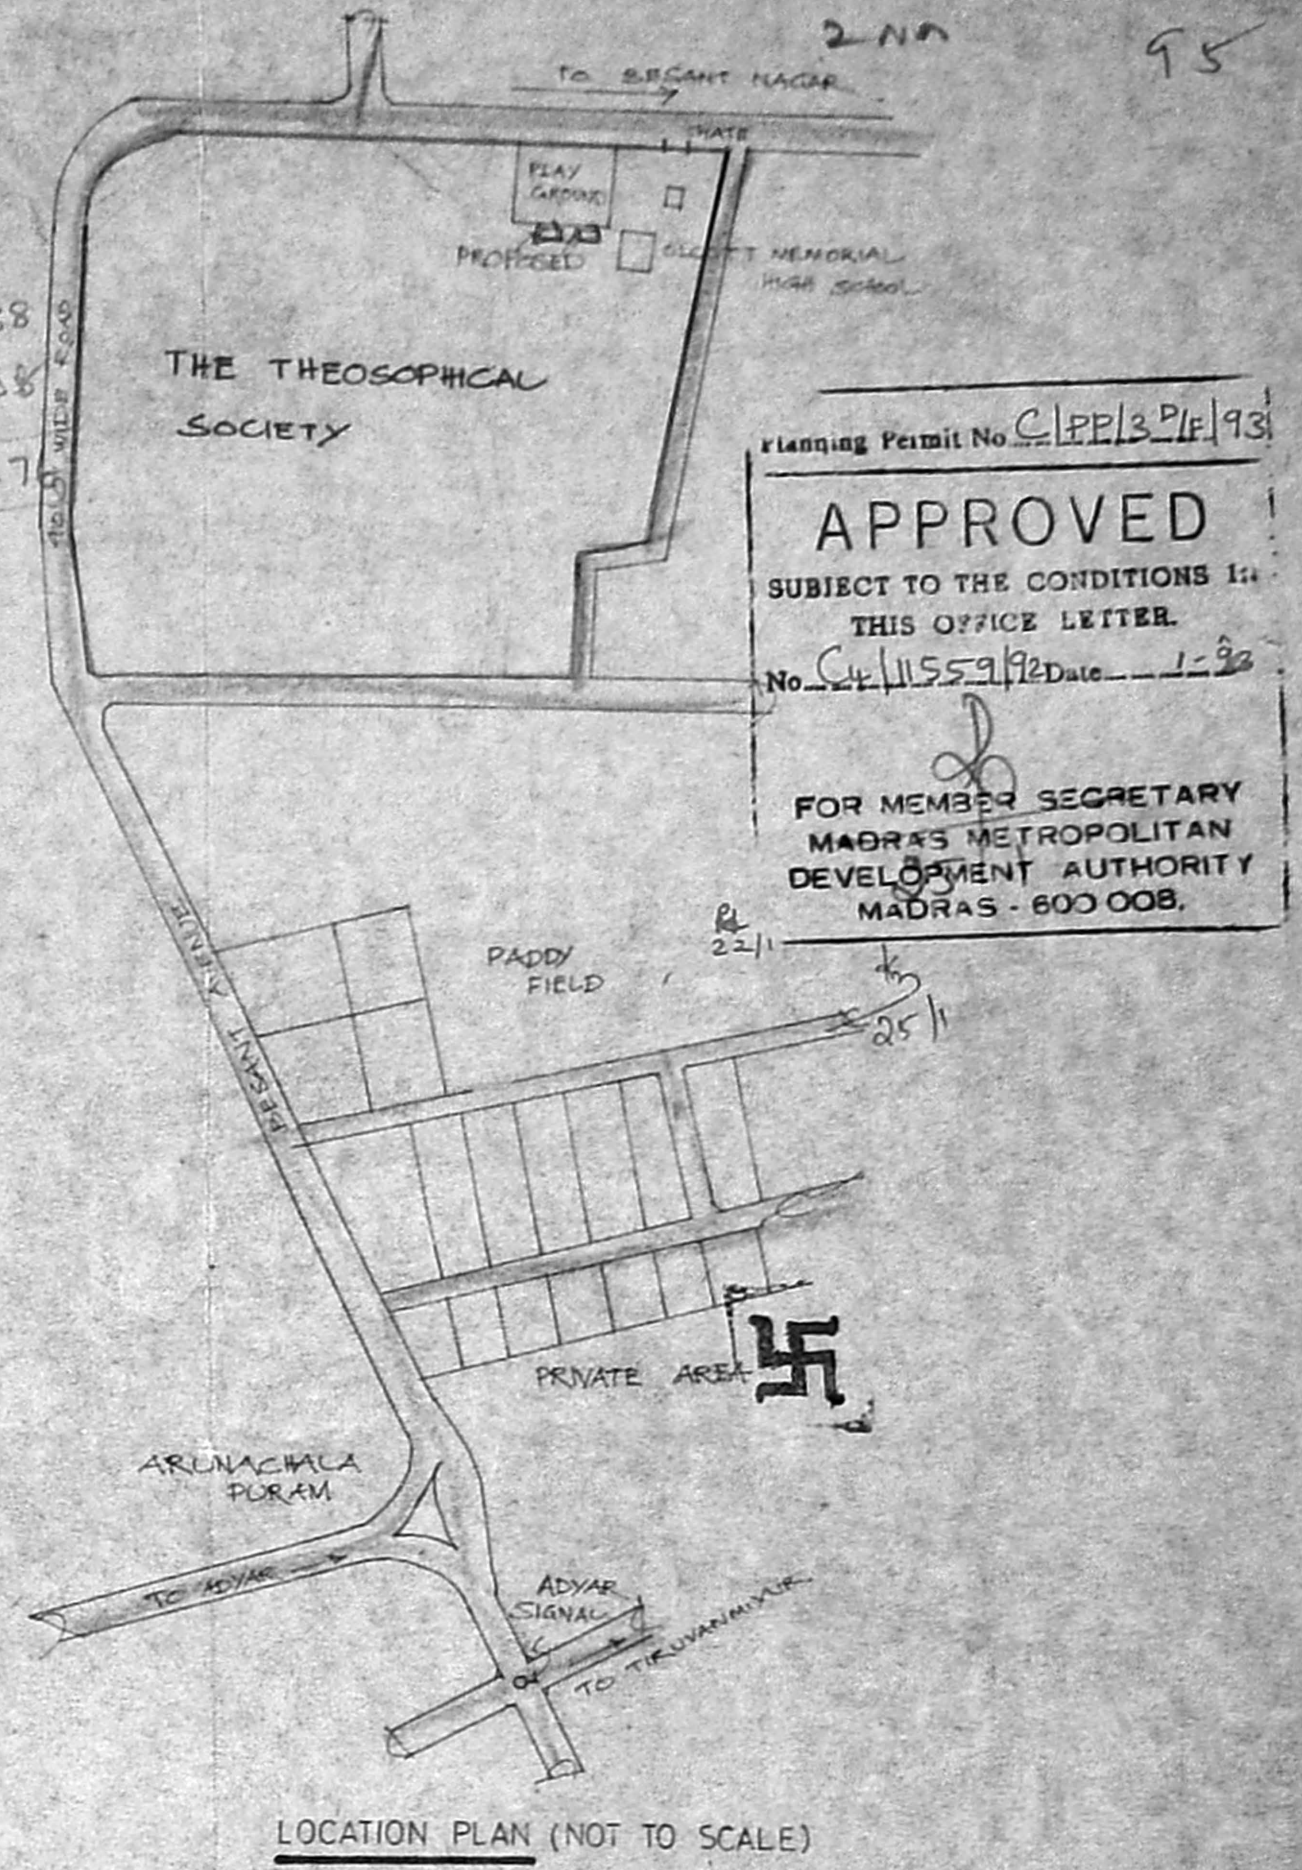 95
TO BESANT NAGAR
GATE
PLAY
GROUND
PROPOSED
OLCOTT MEMORIAL
HIGH SCHOOL
WIDE ROAD
THE THEOSOPHICAL
SOCIETY
Planning Permit No C/PP/3 D/F/93
APPROVED
SUBJECT TO THE CONDITIONS IN
THIS OFFICE LETTER.
No C4/11559/92 Date 1-93
FOR MEMBER SECRETARY
MADRAS METROPOLITAN
DEVELOPMENT AUTHORITY
MADRAS - 600 008.
22/1
25/1
BESANT AVENUE
PADDY
FIELD
PRIVATE AREA
ARUNACHALA
PURAM
TO ADYAR
ADYAR
SIGNAL
TO TIRUVANMIYUR
LOCATION PLAN (NOT TO SCALE)